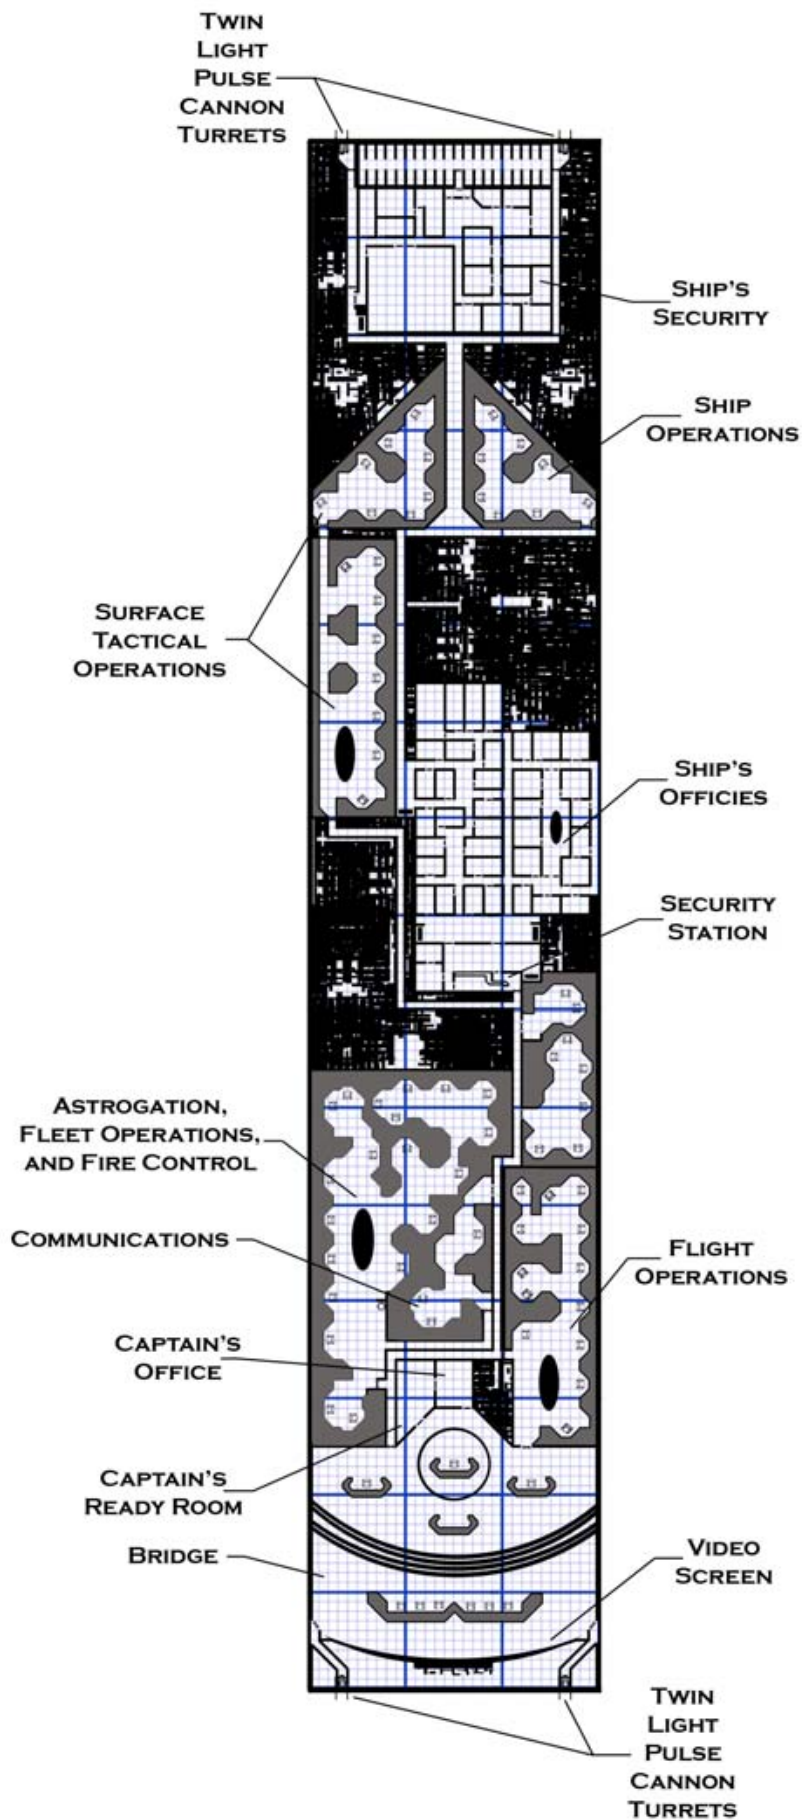 TWIN
LIGHT
PULSE
CANNON
TURRETS
SHIP'S
SECURITY
SHIP
OPERATIONS
SURFACE
TACTICAL
OPERATIONS
SHIP'S
OFFICIES
SECURITY
STATION
ASTROGATION,
FLEET OPERATIONS,
AND FIRE CONTROL
COMMUNICATIONS
FLIGHT
OPERATIONS
CAPTAIN'S
OFFICE
CAPTAIN'S
READY ROOM
BRIDGE
VIDEO
SCREEN
TWIN
LIGHT
PULSE
CANNON
TURRETS